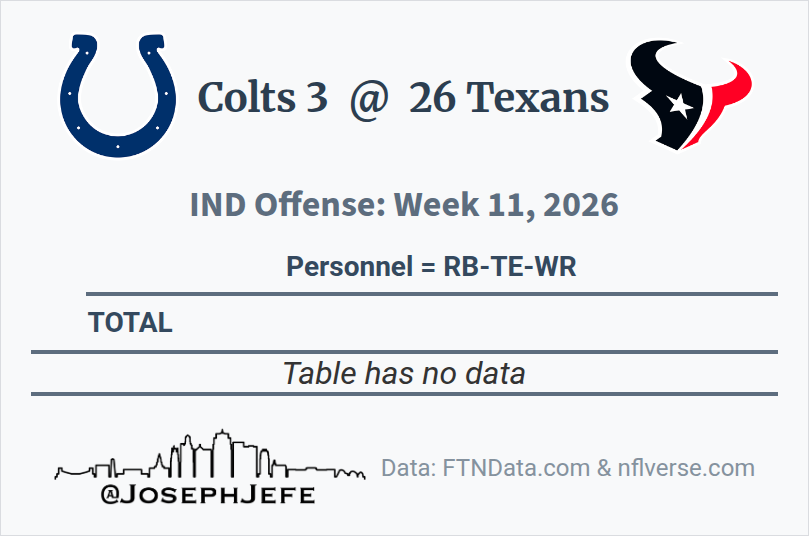 Colts 3 @ 26 Texans
IND Offense: Week 11, 2026
Personnel = RB-TE-WR
TOTAL
Table has no data
@JOSEPHJEFE
Data: FTNData.com & nflverse.com